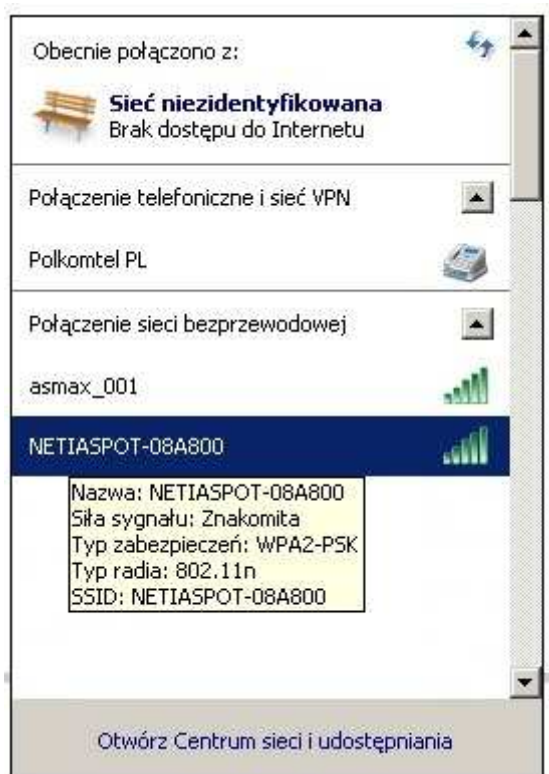 Obecnie połączono z:
Sieć niezidentyfikowana
Brak dostępu do Internetu
Połączenie telefoniczne i sieć VPN
Polkomtel PL
Połączenie sieci bezprzewodowej
asmax_001
NETIASPOT-08A800
Nazwa: NETIASPOT-08A800
Siła sygnału: Znakomita
Typ zabezpieczeń: WPA2-PSK
Typ radia: 802.11n
SSID: NETIASPOT-08A800
Otwórz Centrum sieci i udostępniania